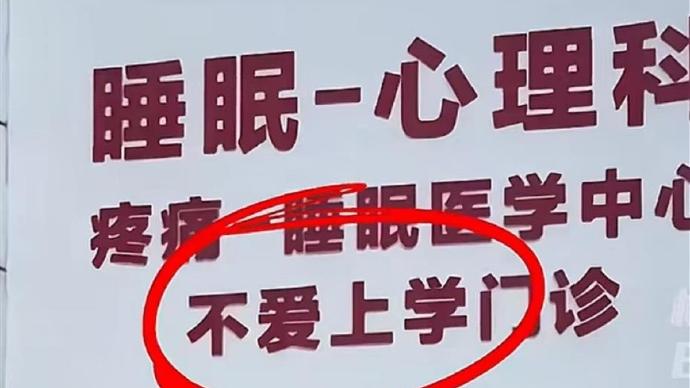 睡眠-心理科
疼痛 睡眠医学中心
不爱上学门诊